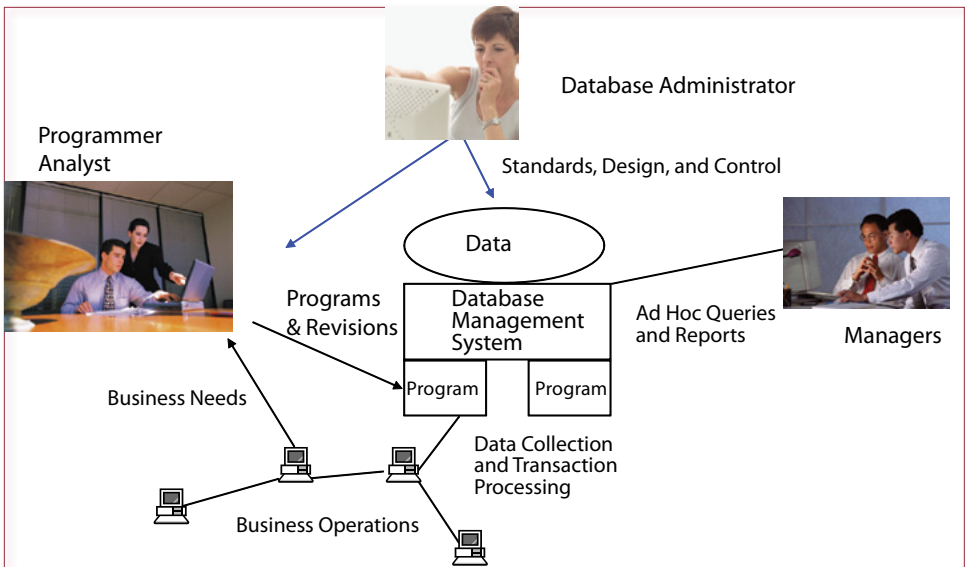 Database Administrator
Programmer
Analyst
Standards, Design, and Control
Data
Programs
& Revisions
Database
Management
System
Ad Hoc Queries
and Reports
Managers
Program
Program
Business Needs
Data Collection
and Transaction
Processing
Business Operations